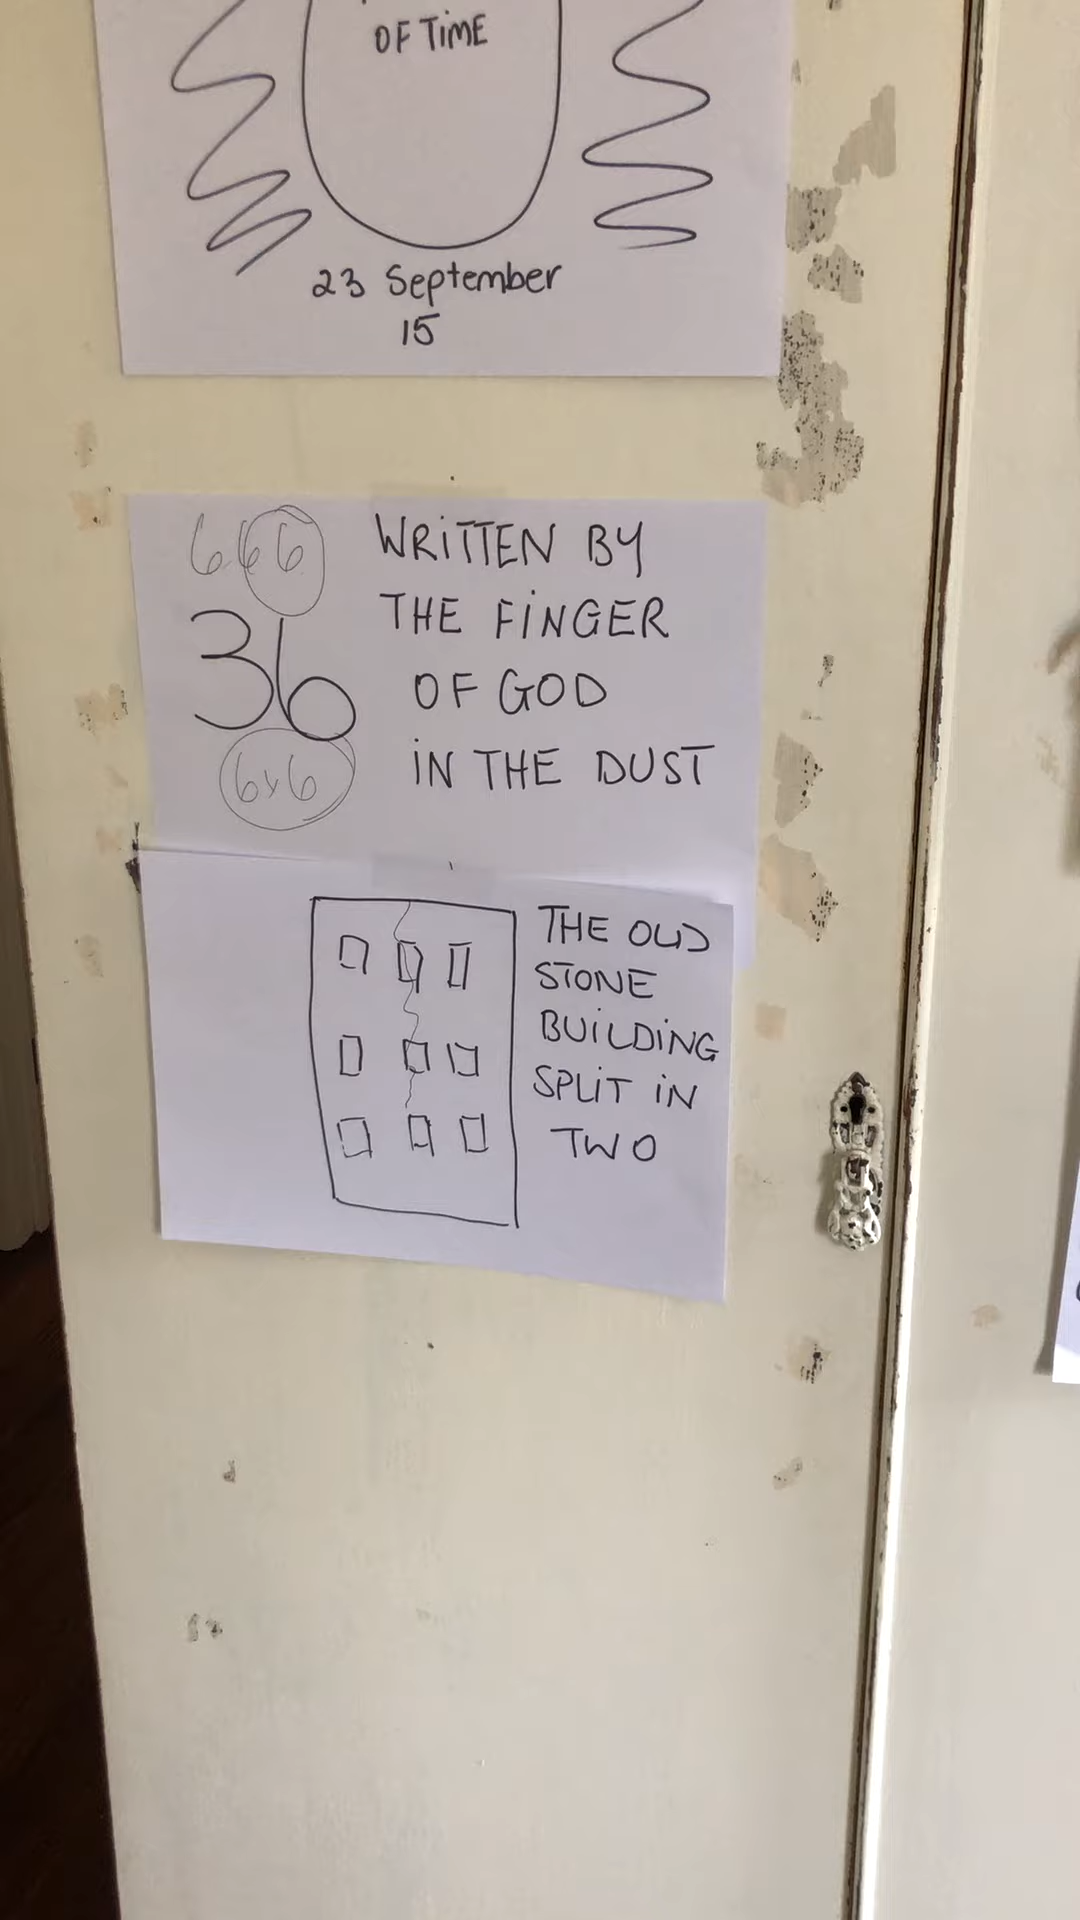 OF TiME
23 September
15
666
36
6x6
WRiTTEN BY
THE FiNGER
OF GOD
iN THE DUST
THE OLD
STONE
BUiLDiNG
SPLiT iN
TWO